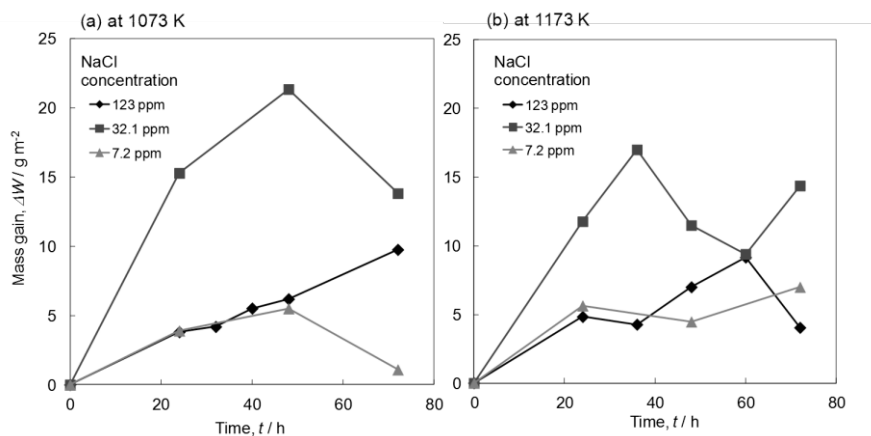 (a) at 1073 K
25
20
15
10
5
0
Mass gain, ΔW / g m⁻²
NaCl
concentration
123 ppm
32.1 ppm
7.2 ppm
0
20
40
60
80
Time, t / h
(b) at 1173 K
25
20
15
10
5
0
NaCl
concentration
123 ppm
32.1 ppm
7.2 ppm
0
20
40
60
80
Time, t / h